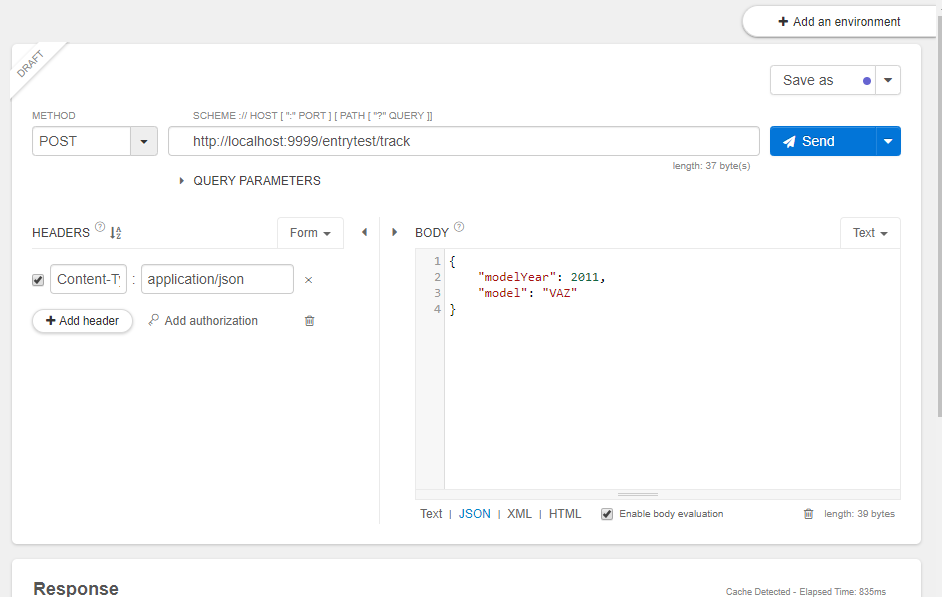 Add an environment
DRAFT
Save as
METHOD
SCHEME :// HOST [ ":" PORT ] [ PATH [ "?" QUERY ]]
POST
http://localhost:9999/entrytest/track
Send
length: 37 byte(s)
QUERY PARAMETERS
HEADERS ?
Form
BODY ?
Text
Content-Ty : application/json ×
Add header
Add authorization
1 {
2 "modelYear": 2011,
3 "model": "VAZ"
4 }
Text | JSON | XML | HTML
Enable body evaluation
length: 39 bytes
Response
Cache Detected - Elapsed Time: 835ms